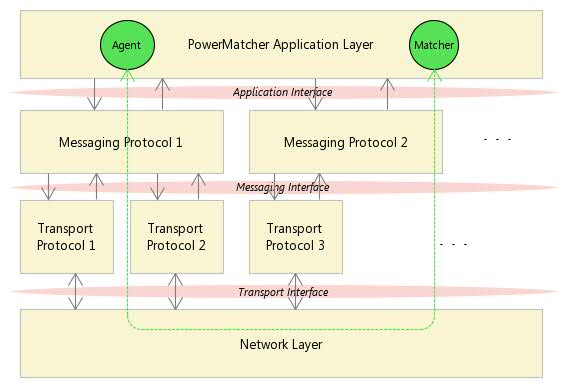 Agent
PowerMatcher Application Layer
Matcher
Application Interface
Messaging Protocol 1
Messaging Protocol 2
- - -
Messaging Interface
Transport
Protocol 1
Transport
Protocol 2
Transport
Protocol 3
- - -
Transport Interface
Network Layer